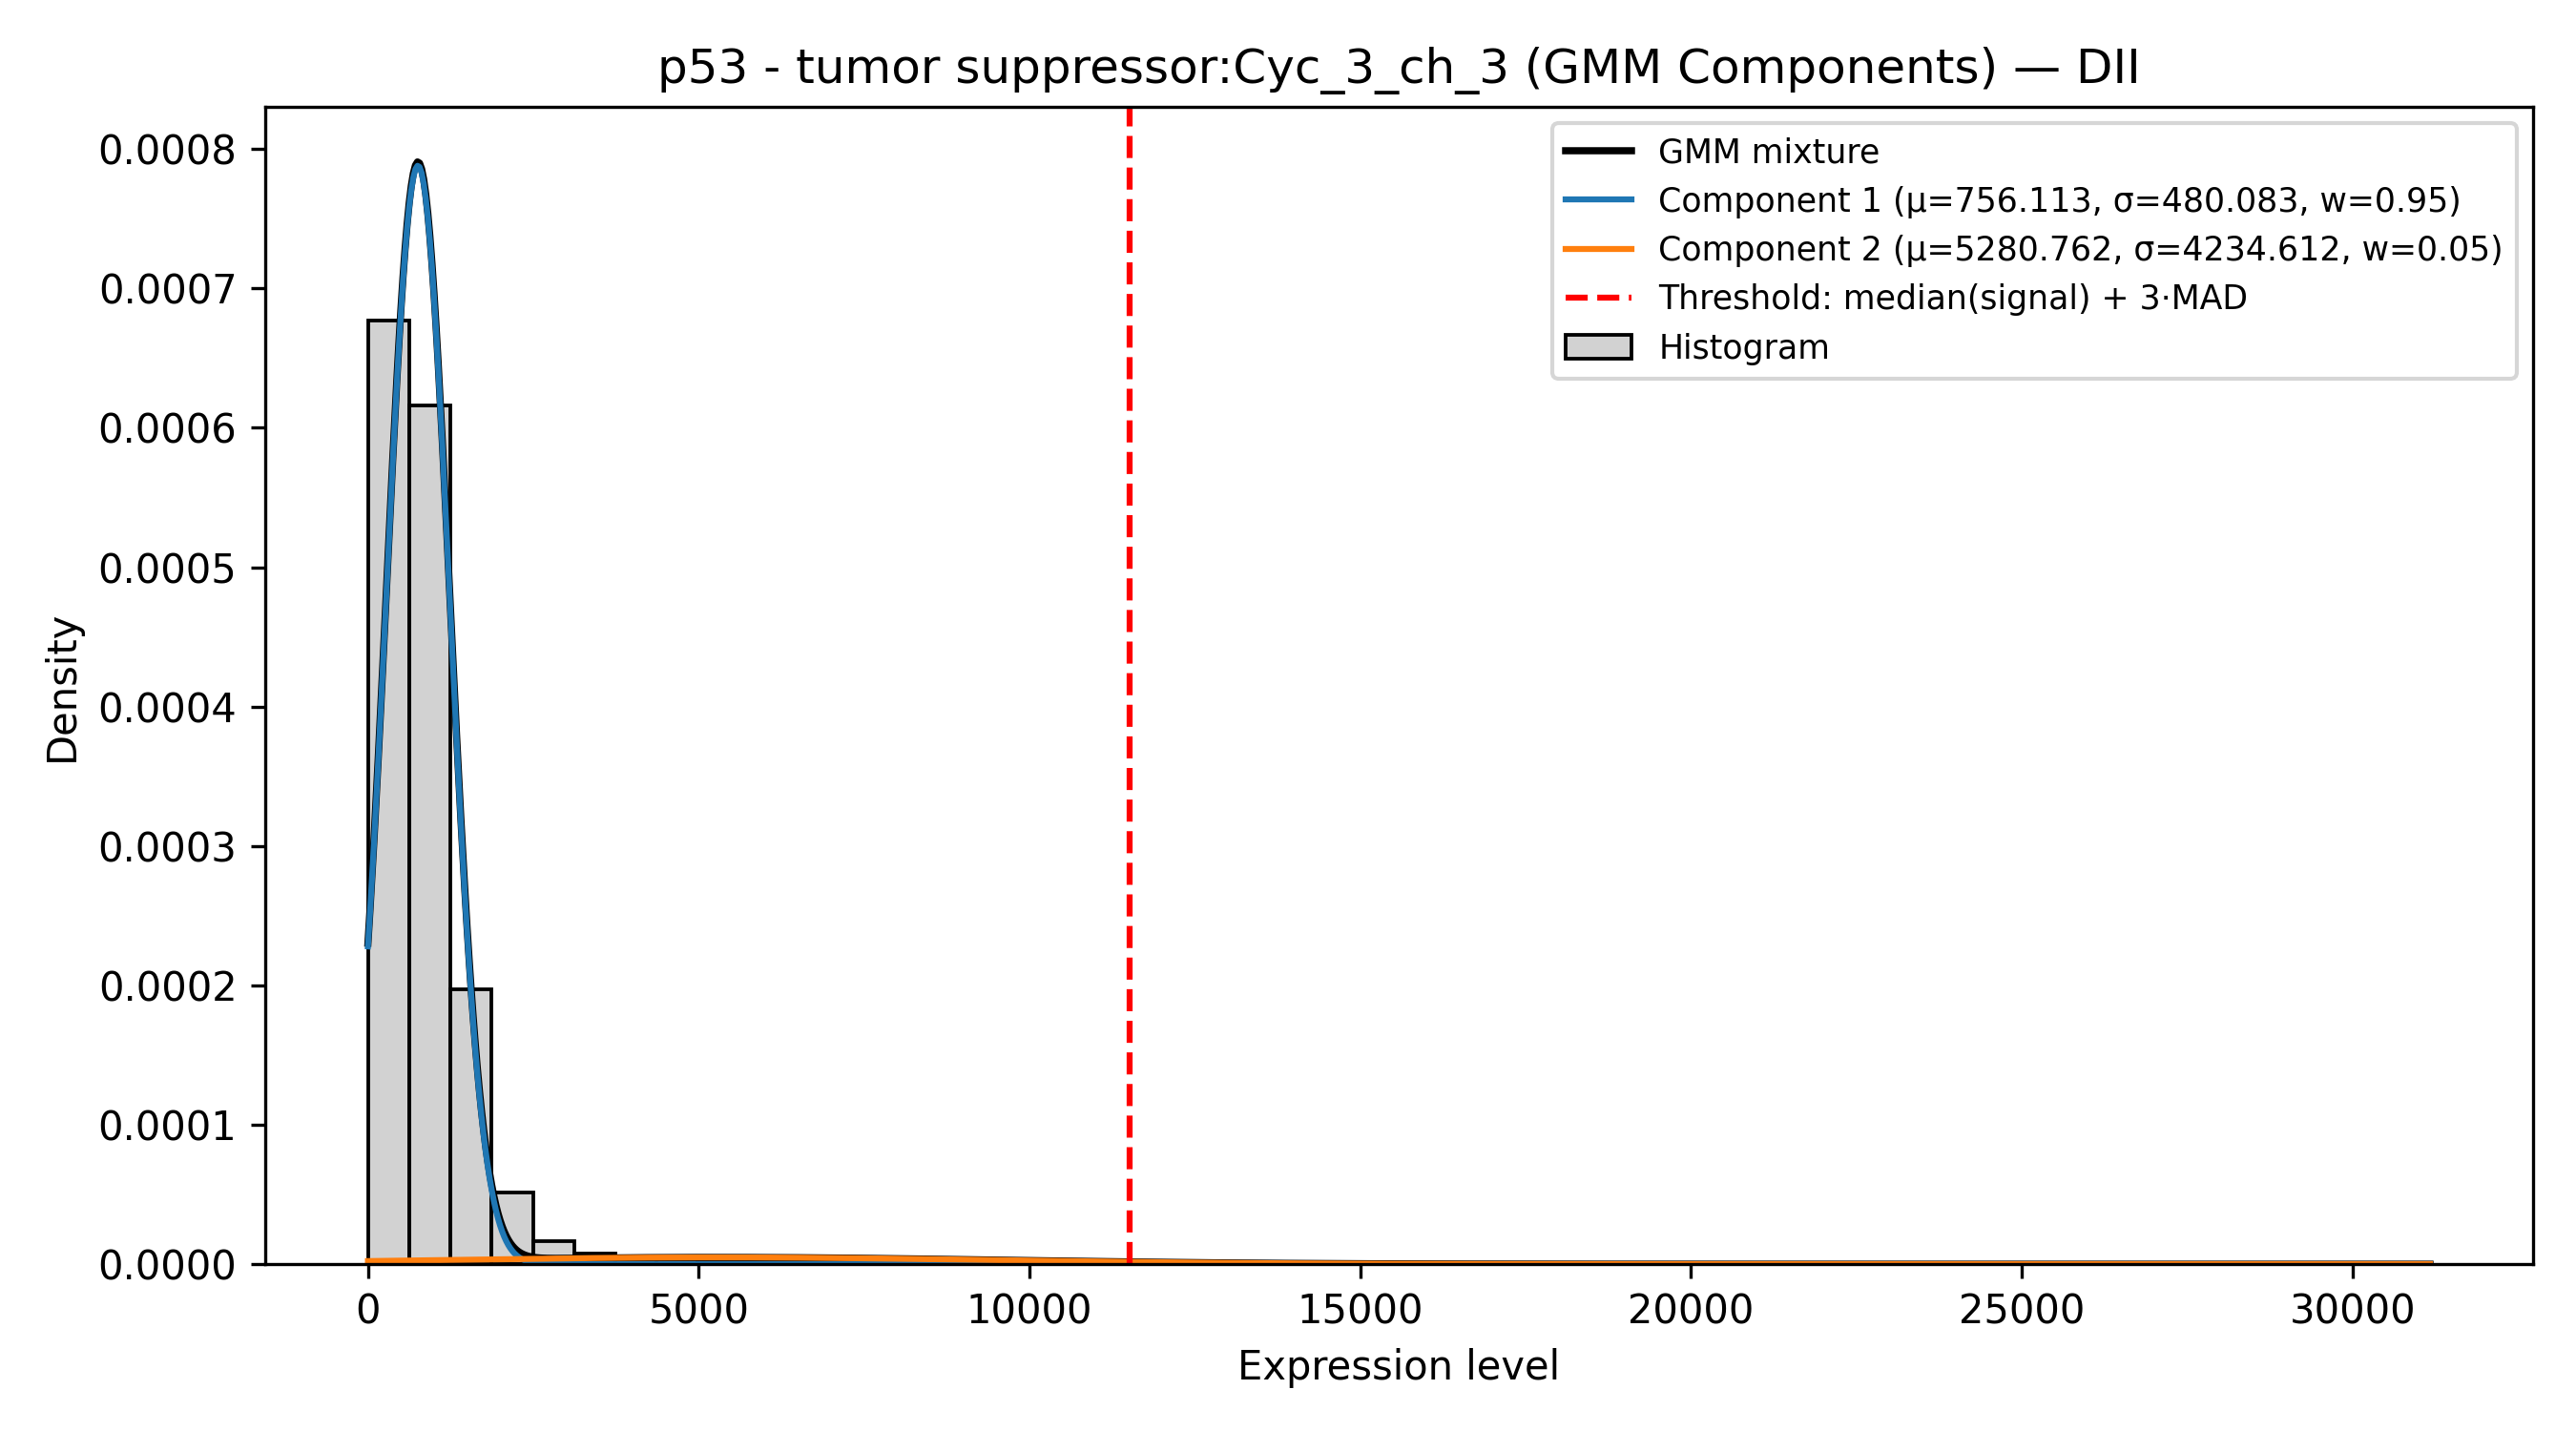 p53 - tumor suppressor:Cyc_3_ch_3 (GMM Components) — DII
GMM mixture
Component 1 (μ=756.113, σ=480.083, w=0.95)
Component 2 (μ=5280.762, σ=4234.612, w=0.05)
Threshold: median(signal) + 3·MAD
Histogram
Density
0.0008
0.0007
0.0006
0.0005
0.0004
0.0003
0.0002
0.0001
0.0000
0 5000 10000 15000 20000 25000 30000
Expression level